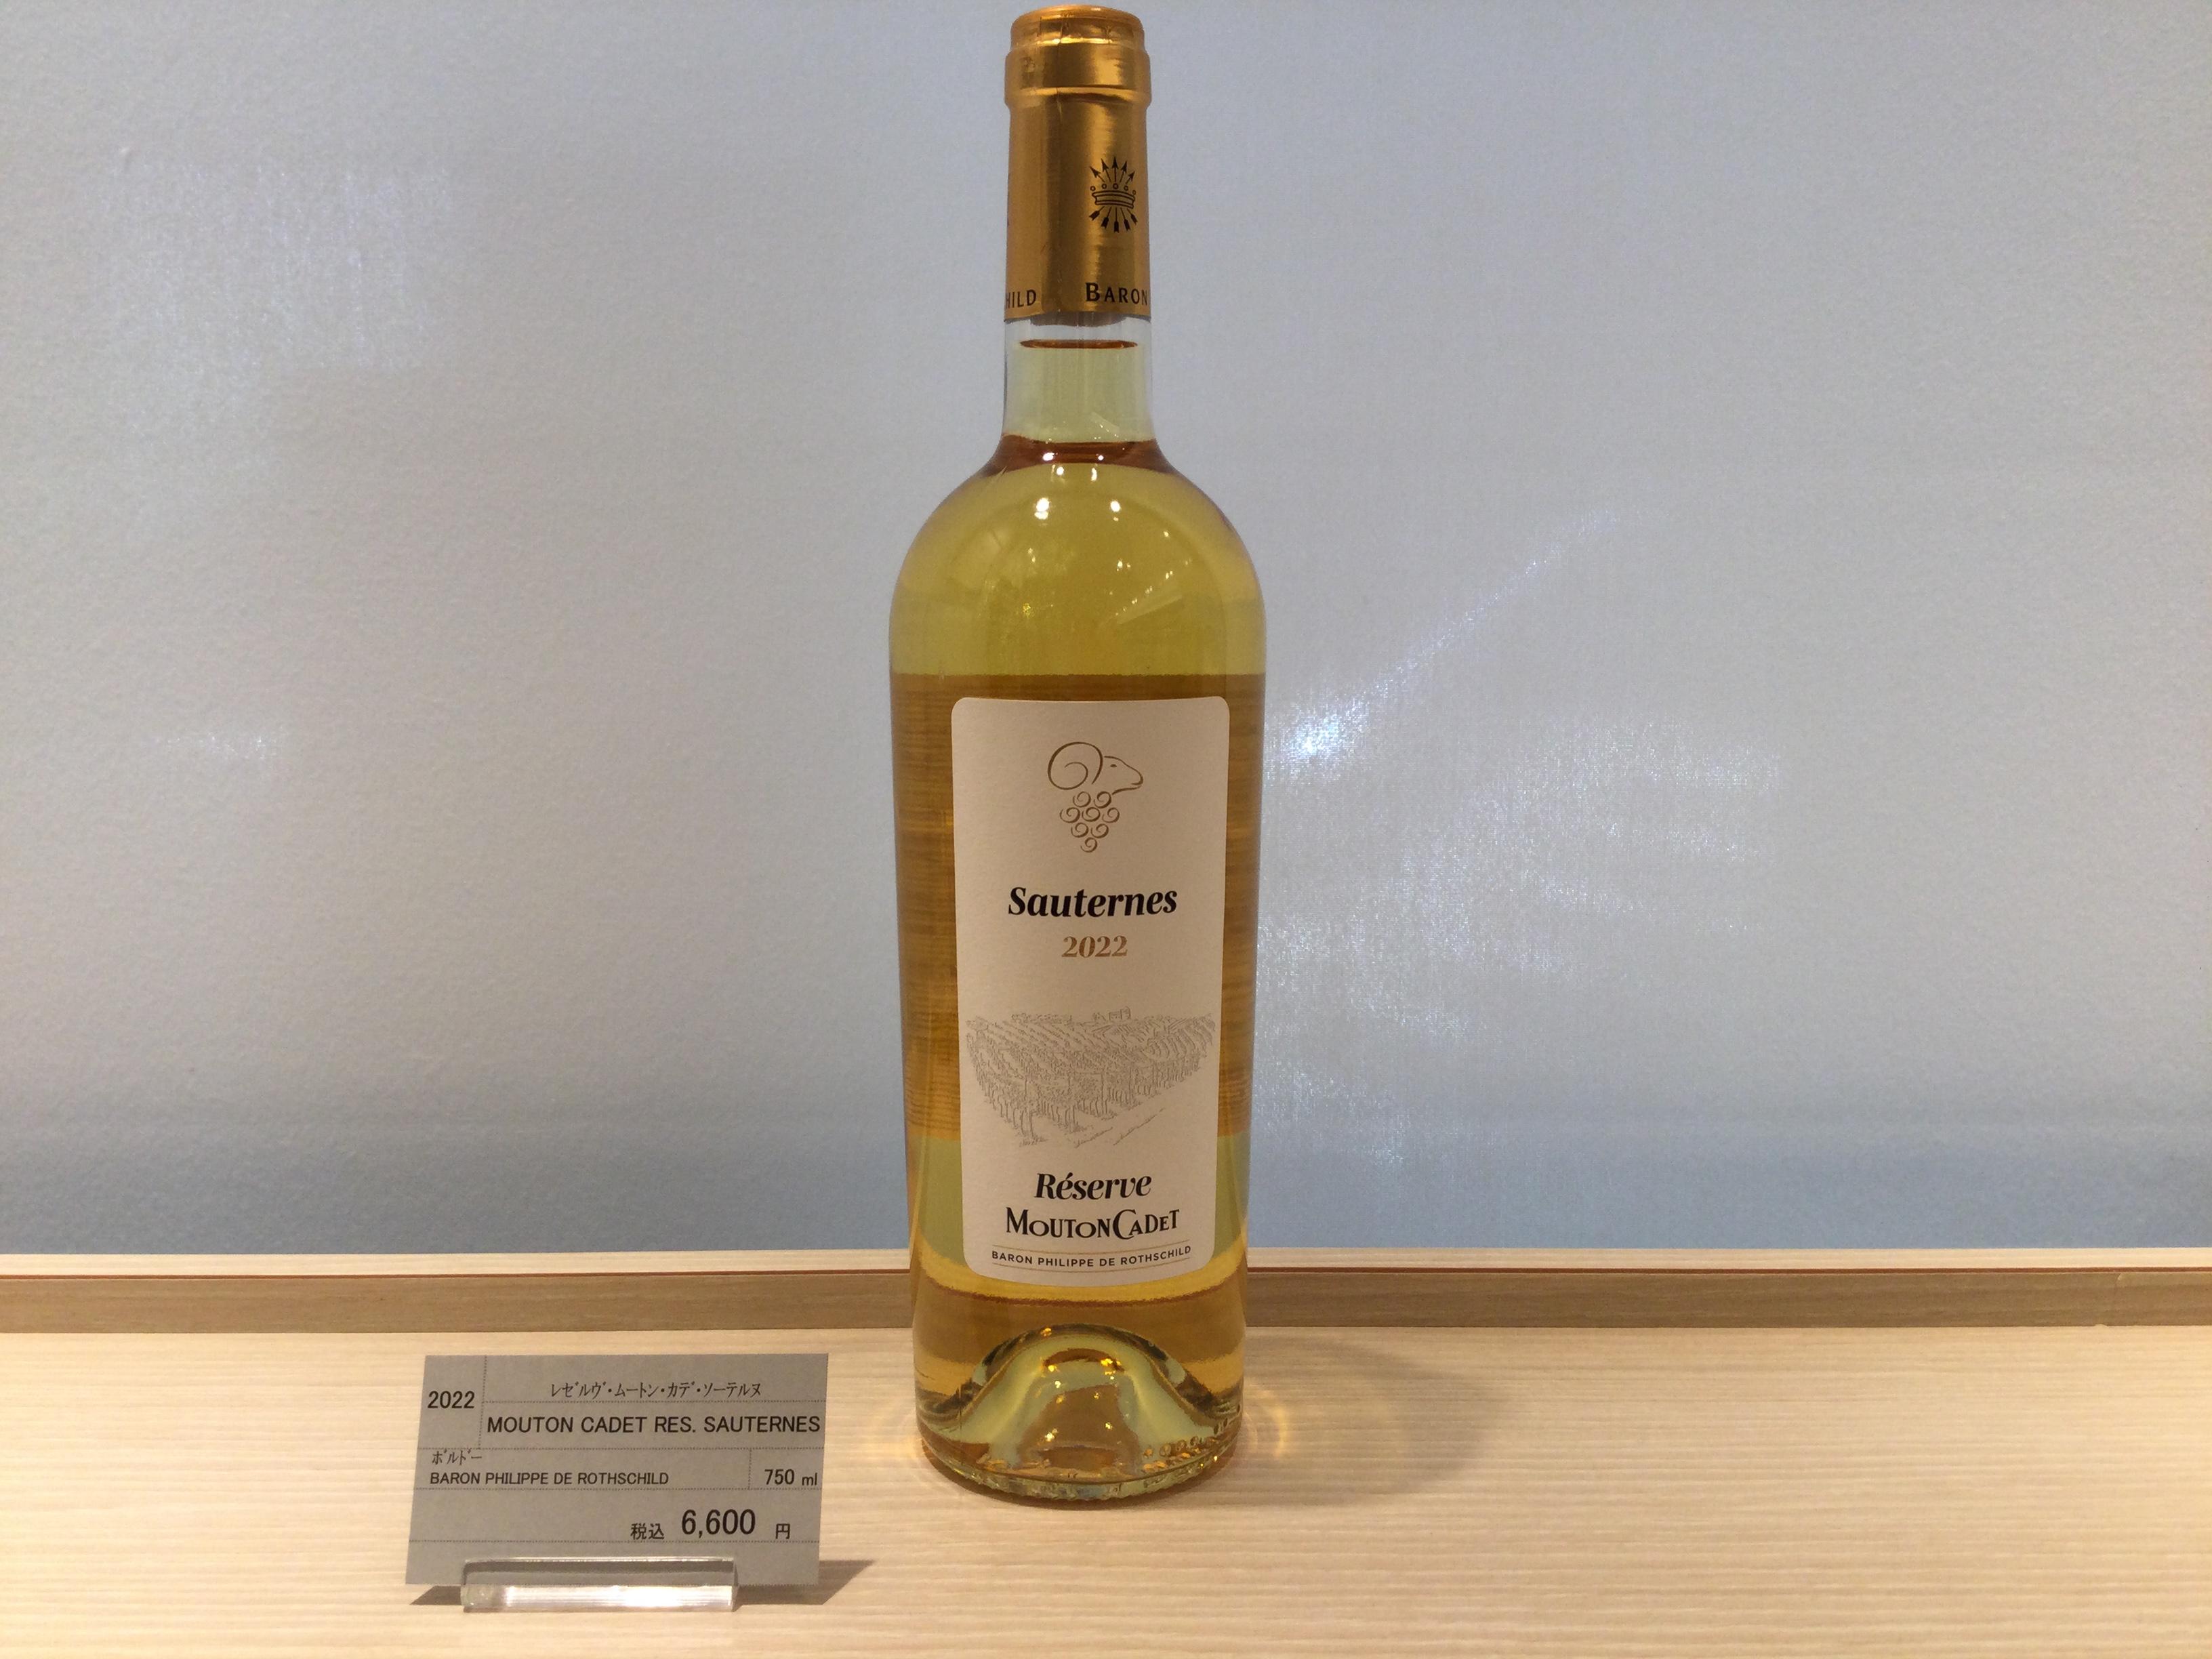 HILD BARON
Sauternes
2022
Réserve
MOUTON CADET
BARON PHILIPPE DE ROTHSCHILD
2022
ﾚｾﾞﾙｳﾞ・ﾑｰﾄﾝ・ｶﾃﾞ・ｿｰﾃﾙﾇ
MOUTON CADET RES. SAUTERNES
ﾎﾞﾙﾄﾞｰ
BARON PHILIPPE DE ROTHSCHILD 750 ml
税込 6,600 円